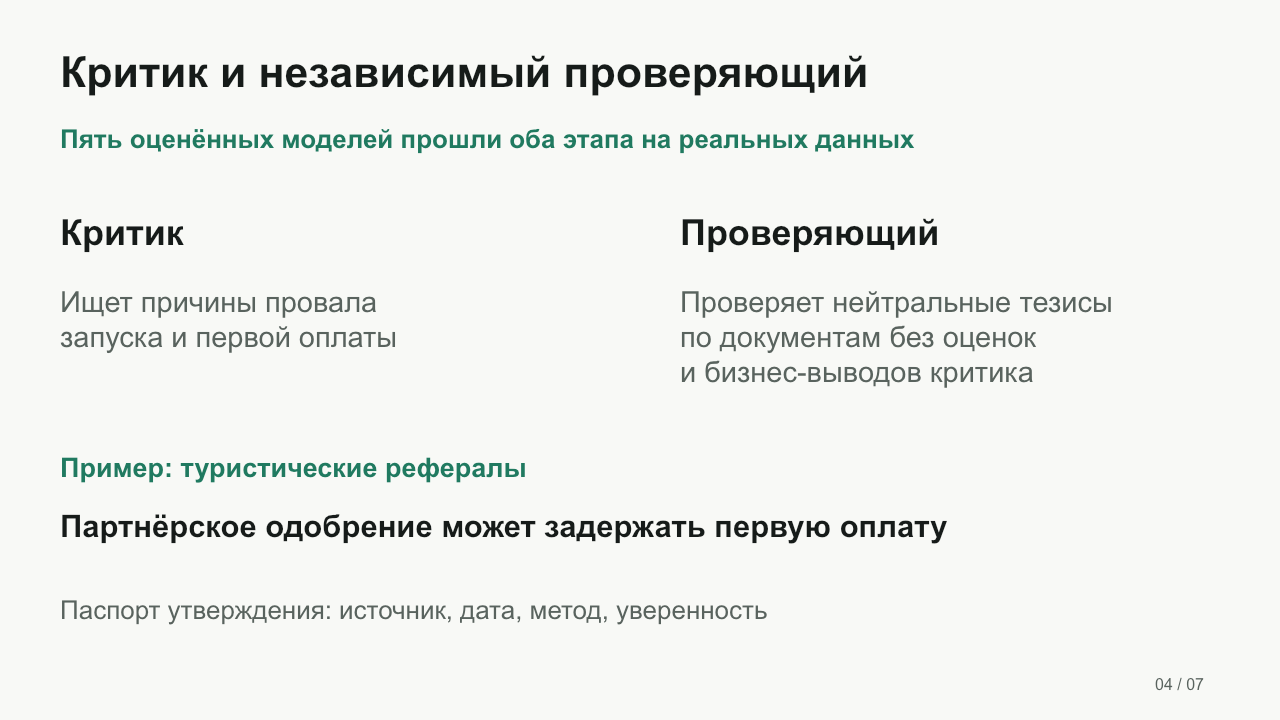 Критик и независимый проверяющий
Пять оценённых моделей прошли оба этапа на реальных данных
Критик
Ищет причины провала
запуска и первой оплаты
Проверяющий
Проверяет нейтральные тезисы
по документам без оценок
и бизнес-выводов критика
Пример: туристические рефералы
Партнёрское одобрение может задержать первую оплату
Паспорт утверждения: источник, дата, метод, уверенность
04 / 07